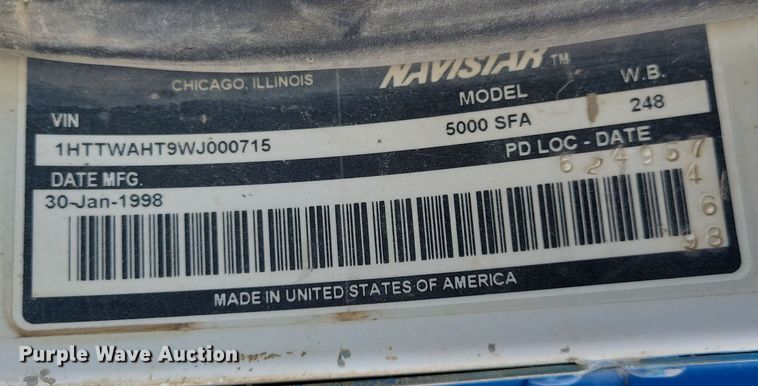 NAVISTAR™
CHICAGO, ILLINOIS
MODEL W.B.
VIN
1HTTWAHT9WJ000715 5000 SFA 248
PD LOC - DATE
DATE MFG.
30-Jan-1998
624957
4
6
98
MADE IN UNITED STATES OF AMERICA
Purple Wave Auction